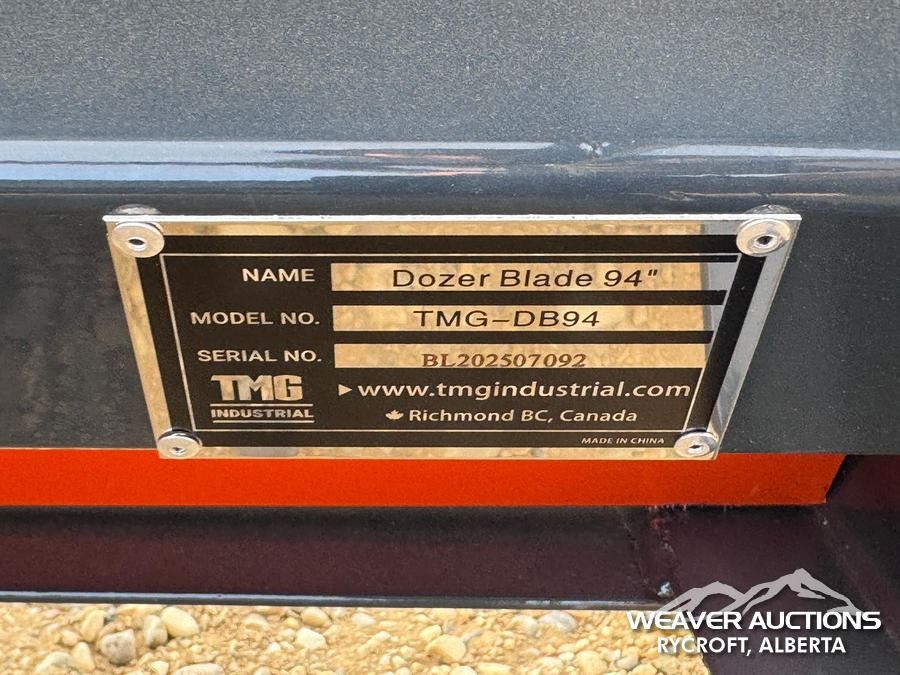 NAME Dozer Blade 94"
MODEL NO. TMG-DB94
SERIAL NO. BL202507092
TMG
INDUSTRIAL
www.tmgindustrial.com
Richmond BC, Canada
MADE IN CHINA
WEAVER AUCTIONS
RYCROFT, ALBERTA